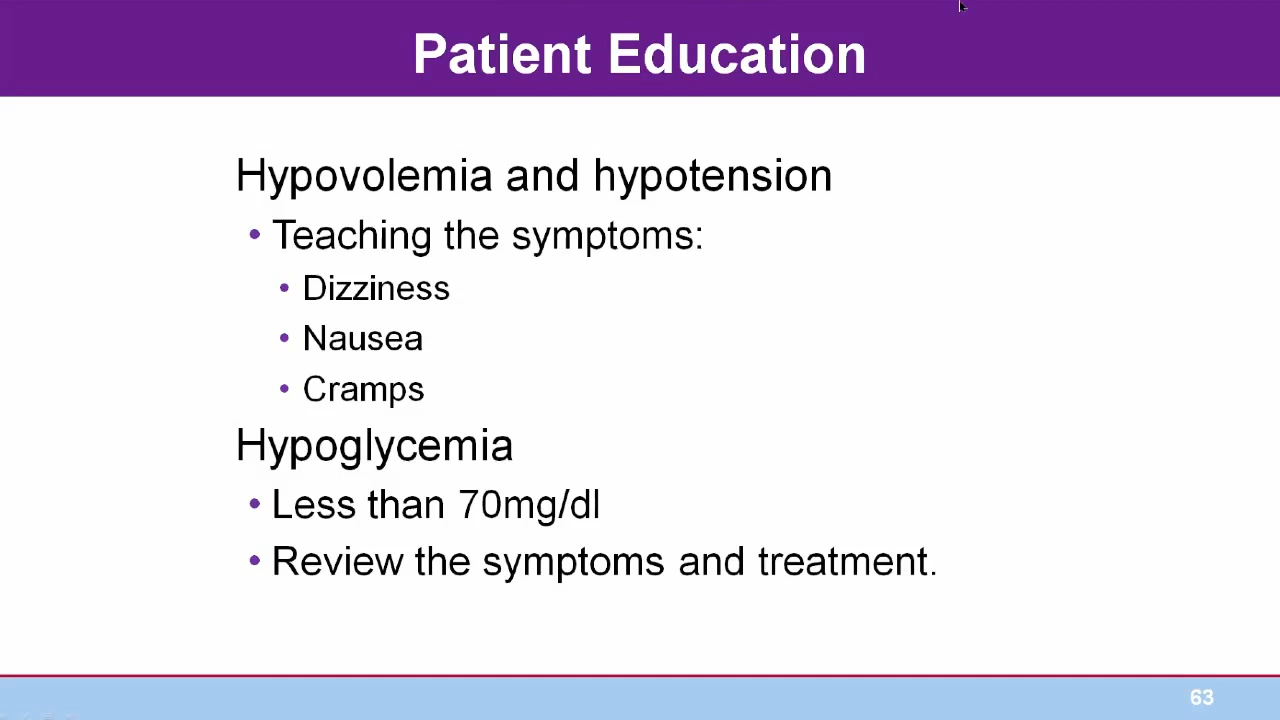 Patient Education
Hypovolemia and hypotension
• Teaching the symptoms:
• Dizziness
• Nausea
• Cramps
Hypoglycemia
• Less than 70mg/dl
• Review the symptoms and treatment.
63